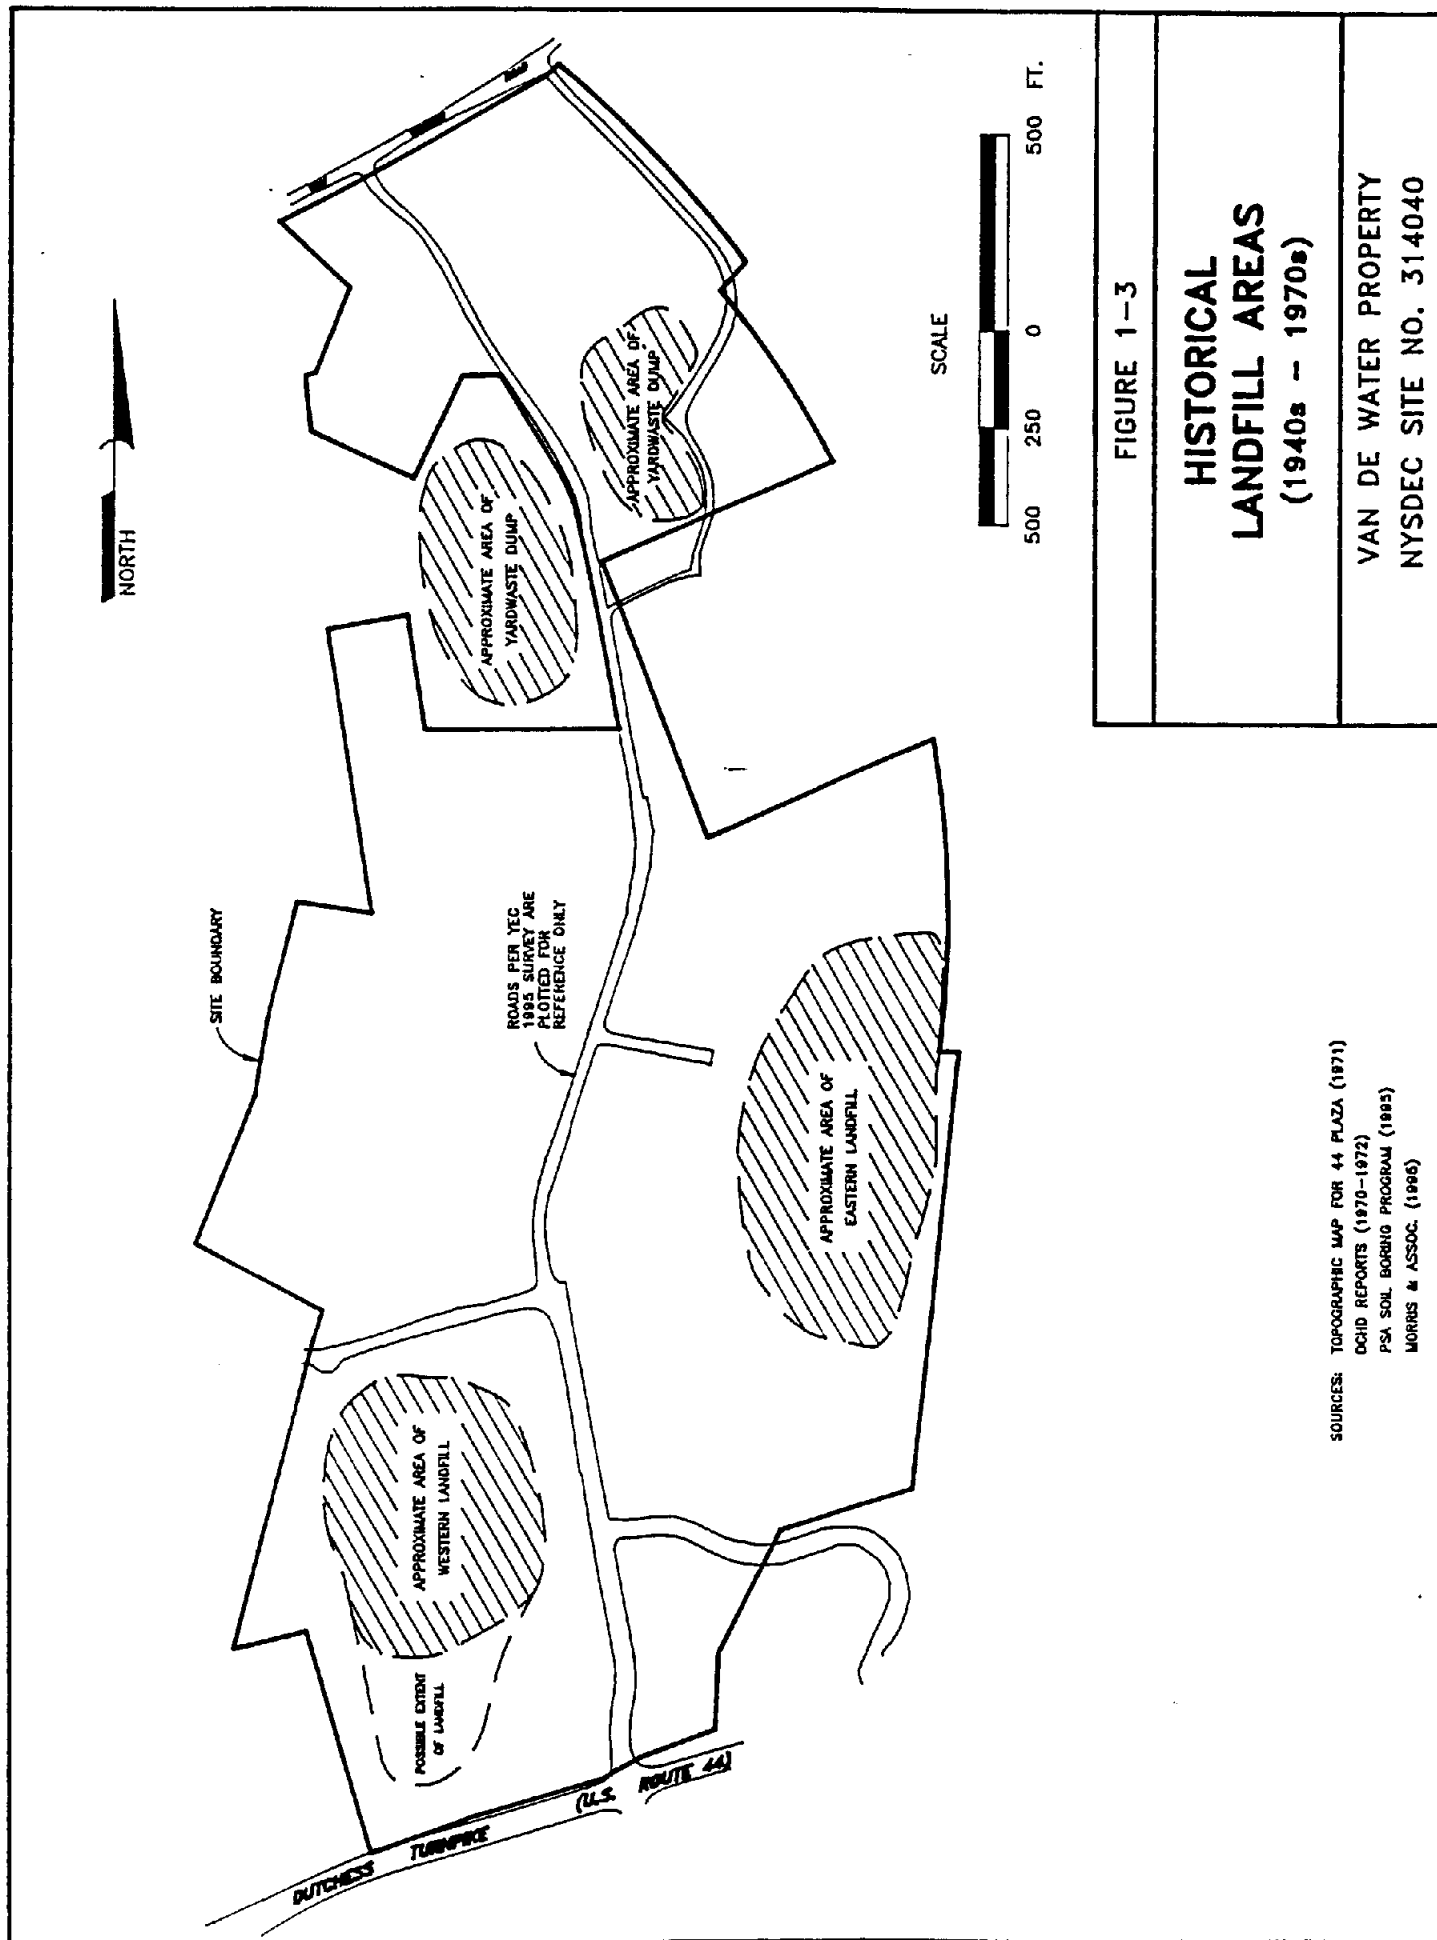 NORTH
SITE BOUNDARY
ROADS PER YEC
1995 SURVEY ARE
PLOTTED FOR
REFERENCE ONLY
APPROXIMATE AREA OF
YARDWASTE DUMP
APPROXIMATE AREA OF
YARDWASTE DUMP
APPROXIMATE AREA OF
WESTERN LANDFILL
POSSIBLE EXTENT
OF LANDFILL
APPROXIMATE AREA OF
EASTERN LANDFILL
DUTCHESS TURNPIKE
(U.S. ROUTE 44)
SCALE
500 250 0 500 FT.
SOURCES: TOPOGRAPHIC MAP FOR 44 PLAZA (1971)
DCHD REPORTS (1970-1972)
PSA SOIL BORING PROGRAM (1995)
MORRIS & ASSOC. (1996)
FIGURE 1-3
HISTORICAL
LANDFILL AREAS
(1940s - 1970s)
VAN DE WATER PROPERTY
NYSDEC SITE NO. 314040